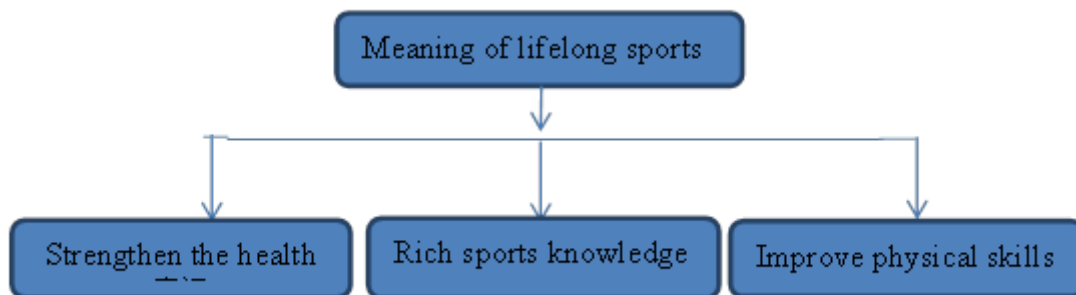 Meaning of lifelong sports
Strengthen the health
Rich sports knowledge
Improve physical skills